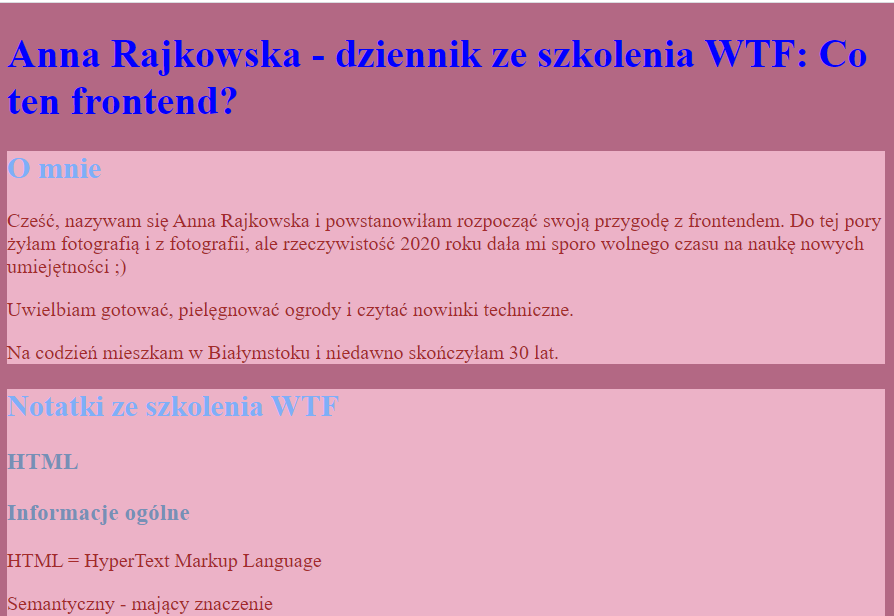 Anna Rajkowska - dziennik ze szkolenia WTF: Co
ten frontend?
O mnie
Cześć, nazywam się Anna Rajkowska i powstanowiłam rozpocząć swoją przygodę z frontendem. Do tej pory
żyłam fotografią i z fotografii, ale rzeczywistość 2020 roku dała mi sporo wolnego czasu na naukę nowych
umiejętności ;)
Uwielbiam gotować, pielęgnować ogrody i czytać nowinki techniczne.
Na codzień mieszkam w Białymstoku i niedawno skończyłam 30 lat.
Notatki ze szkolenia WTF
HTML
Informacje ogólne
HTML = HyperText Markup Language
Semantyczny - mający znaczenie